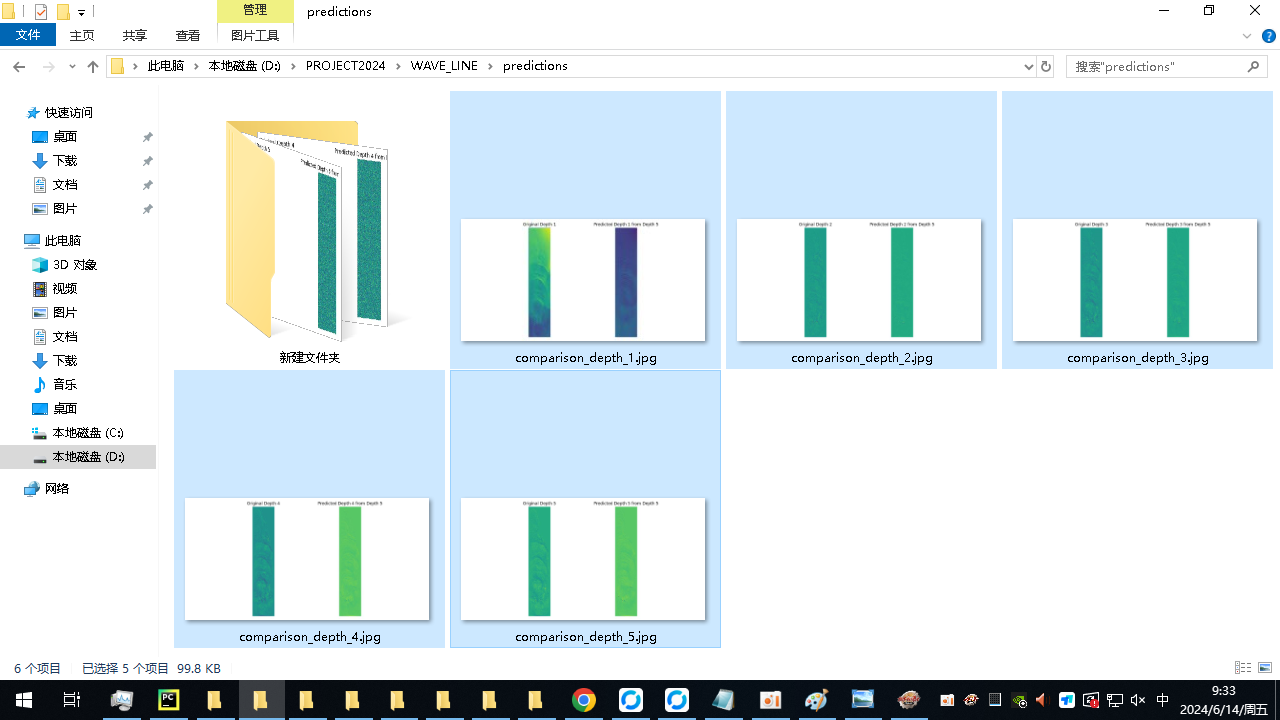 管理
predictions
文件
主页
共享
查看
图片工具
此电脑
本地磁盘 (D:)
PROJECT2024
WAVE_LINE
predictions
搜索"predictions"
快速访问
桌面
下载
文档
图片
此电脑
3D 对象
视频
图片
文档
下载
音乐
桌面
本地磁盘 (C:)
本地磁盘 (D:)
网络
新建文件夹
Original Depth 1
Predicted Depth 1 from Depth 5
comparison_depth_1.jpg
Original Depth 2
Predicted Depth 2 from Depth 5
comparison_depth_2.jpg
Original Depth 3
Predicted Depth 3 from Depth 5
comparison_depth_3.jpg
Original Depth 4
Predicted Depth 4 from Depth 5
comparison_depth_4.jpg
Original Depth 5
Predicted Depth 5 from Depth 5
comparison_depth_5.jpg
6 个项目
已选择 5 个项目 99.8 KB
PC
中
9:33
2024/6/14/周五